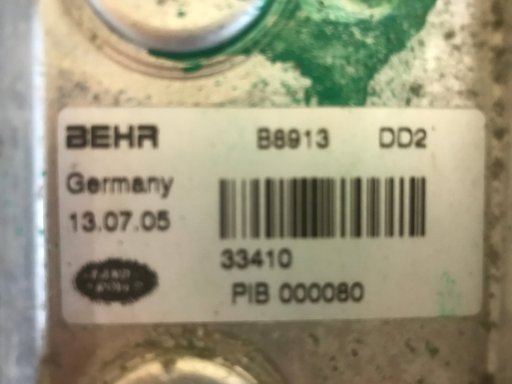 BEHR B8913 DD2
Germany
13.07.05
33410
PIB 000080